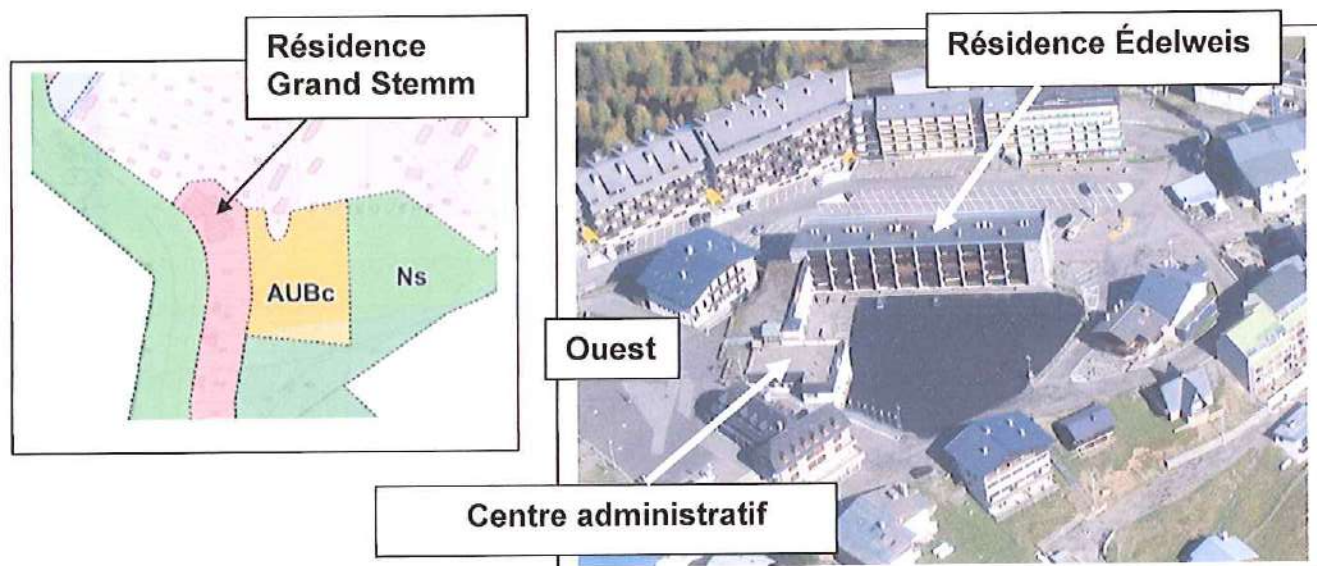 Résidence
Grand Stemm
AUBc
Ns
Résidence Édelweis
Ouest
Centre administratif